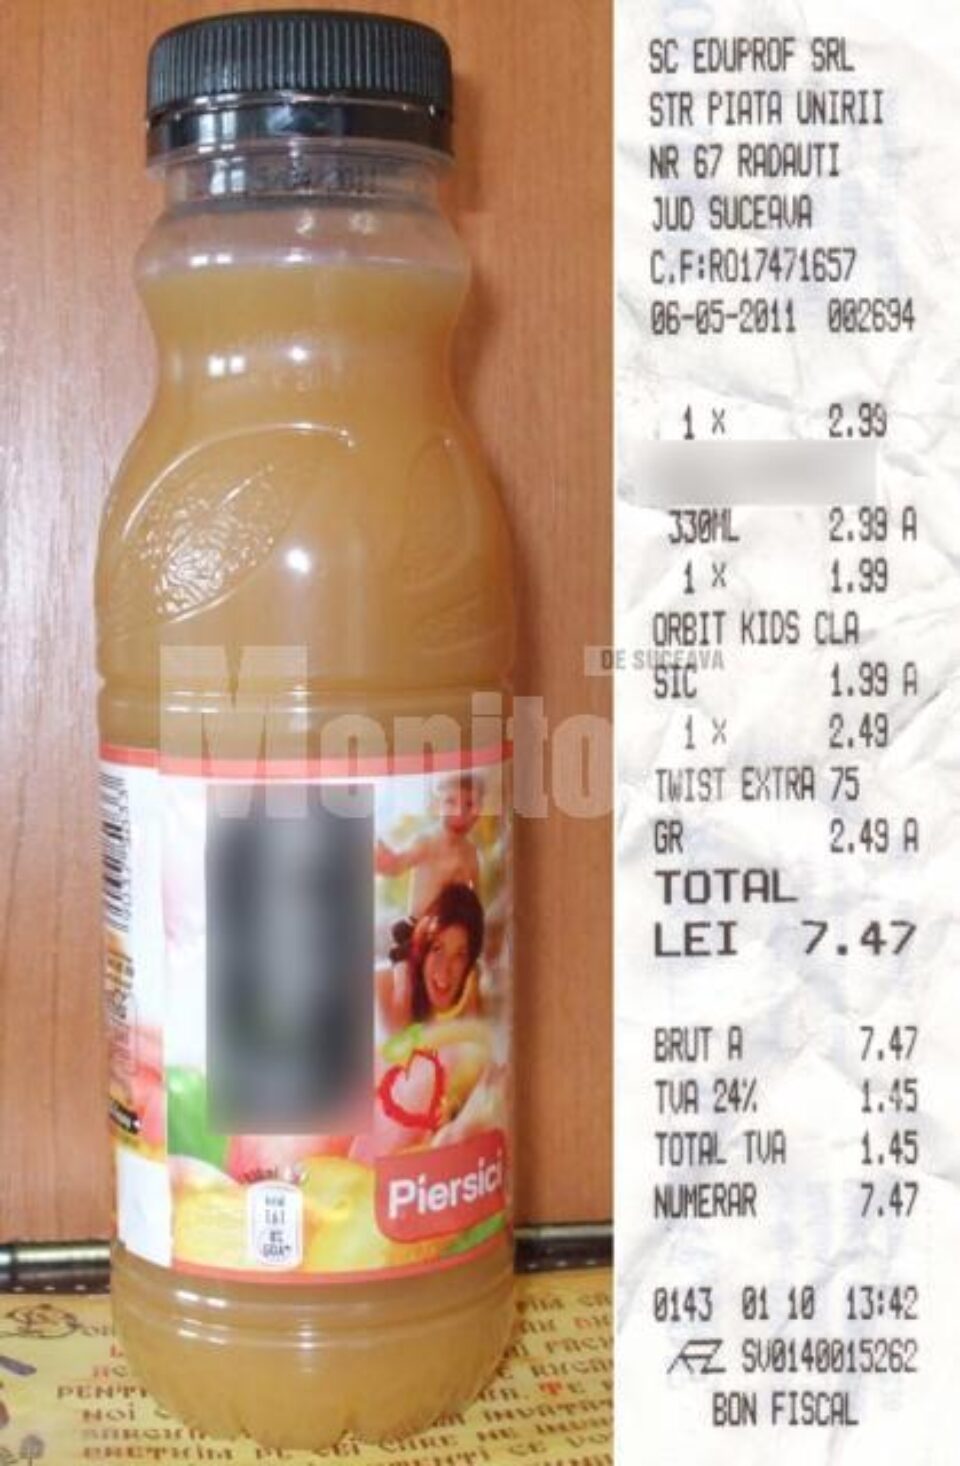 Piersici
SC EDUPROF SRL
STR PIATA UNIRII
NR 67 RADAUTI
JUD SUCEAVA
C.F:RO17471657
06-05-2011 002694
1 X 2.99
330ML 2.99 A
1 X 1.99
ORBIT KIDS CLA
SIC 1.99 A
1 X 2.49
TWIST EXTRA 75
GR 2.49 A
TOTAL
LEI 7.47
BRUT A 7.47
TVA 24% 1.45
TOTAL TVA 1.45
NUMERAR 7.47
0143 01 10 13:42
SV0140015262
BON FISCAL
Monito
DE SUCEAVA